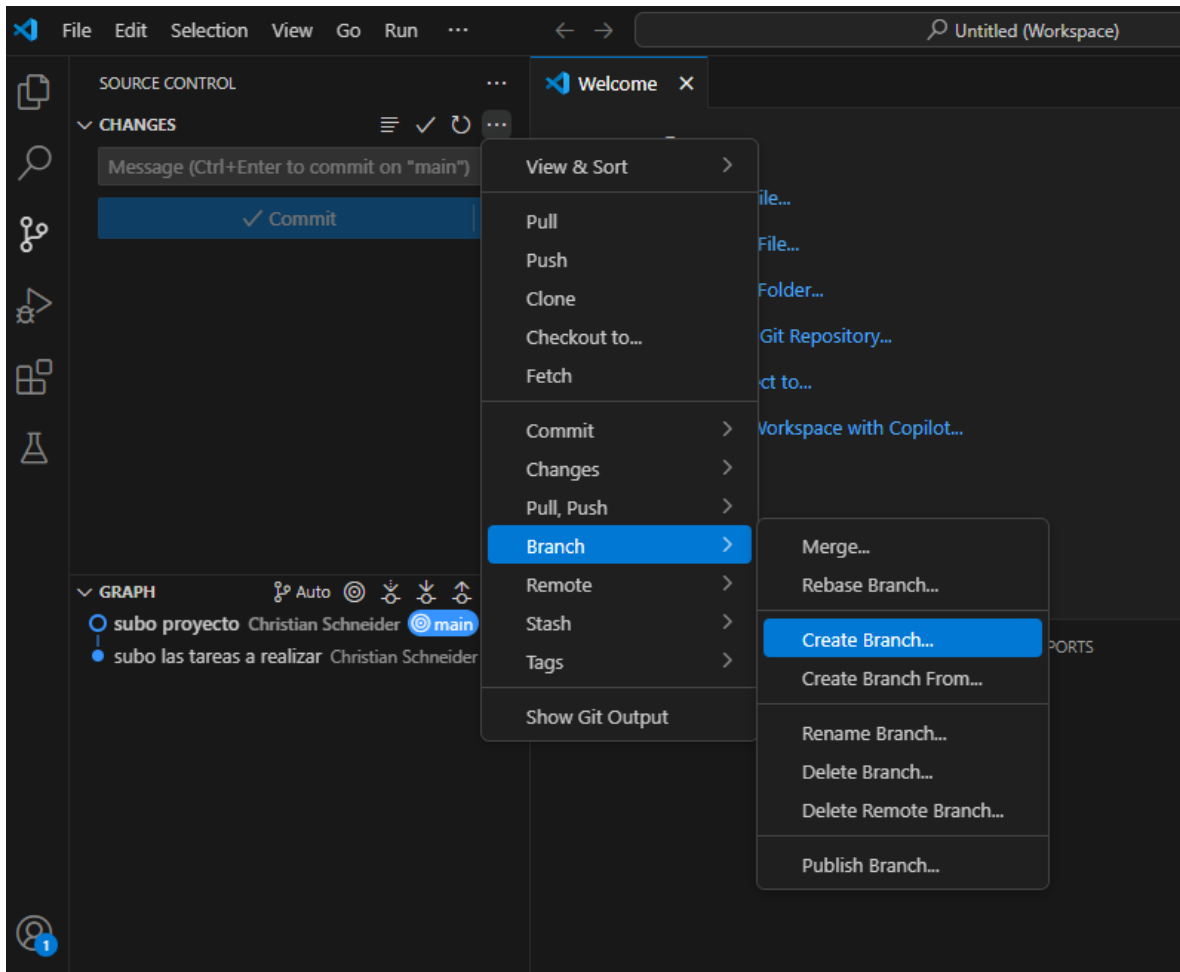 File Edit Selection View Go Run ···
Untitled (Workspace)
SOURCE CONTROL ···
Welcome
CHANGES ···
Message (Ctrl+Enter to commit on "main")
Commit
View & Sort
Pull
Push
Clone
Checkout to...
Fetch
Commit
Changes
Pull, Push
Branch
Remote
Stash
Tags
Show Git Output
File...
Folder...
Git Repository...
to...
with Copilot...
Merge...
Rebase Branch...
Create Branch...
Create Branch From...
Rename Branch...
Delete Branch...
Delete Remote Branch...
Publish Branch...
GRAPH Auto
subo proyecto Christian Schneider main
subo las tareas a realizar Christian Schneider
1